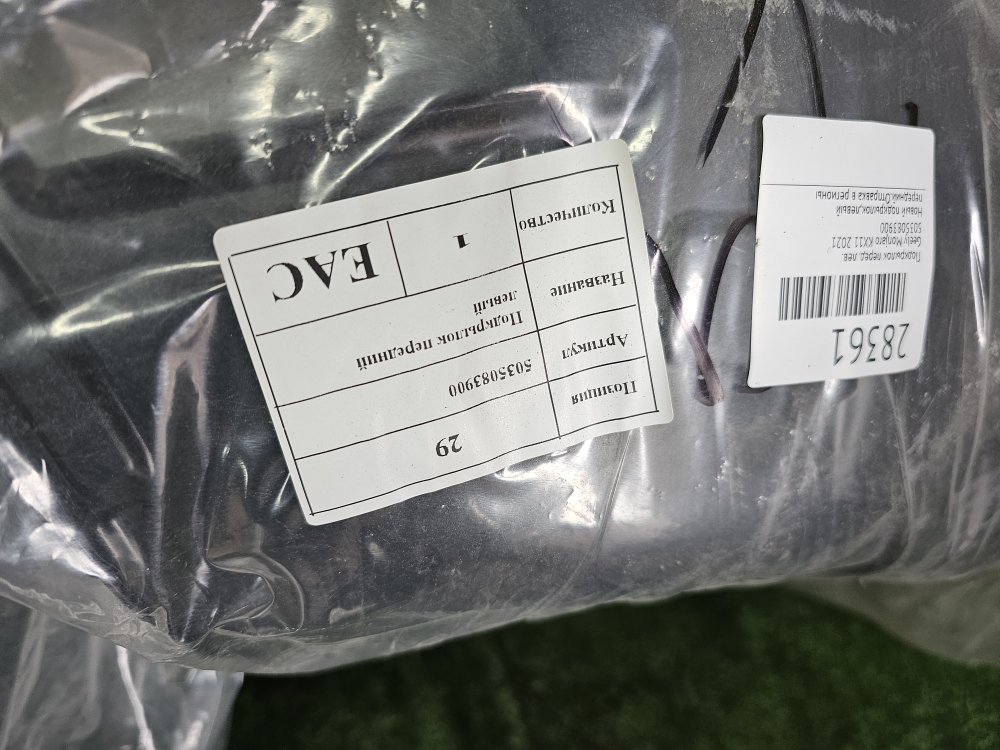 Позиция 29
Артикул 5035083900
Название Подкрылок передний
левый
Количество 1 EAC
28361
Подкрылок перед.лев.
Geely Monjaro KX11 2021
5035083900
Новый подкрылок,левый
передний.Отправка в регионы